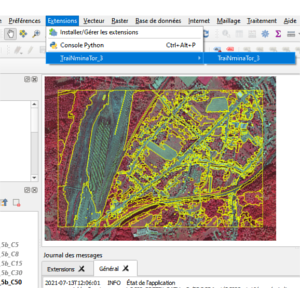 Préférences Extensions Vecteur Raster Base de données Internet Maillage Traitement Aide
Installer/Gérer les extensions
Console Python Ctrl+Alt+P
TraiNminaTor_3 TraiNminaTor_3
5b_C5
5b_C8
5b_C15
5b_C30
5b_C50
Journal des messages
Extensions Général
2021-07-13T12:06:01 INFO État de l'application